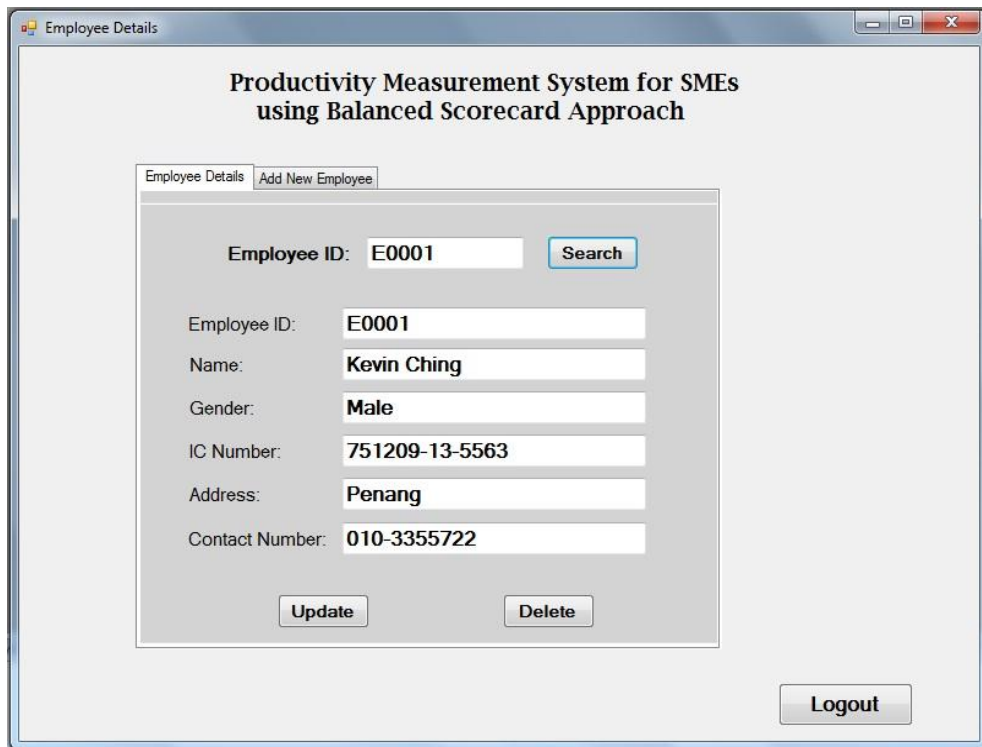 Employee Details
Productivity Measurement System for SMEs
using Balanced Scorecard Approach
Employee Details Add New Employee
Employee ID: E0001 Search
Employee ID: E0001
Name: Kevin Ching
Gender: Male
IC Number: 751209-13-5563
Address: Penang
Contact Number: 010-3355722
Update Delete
Logout